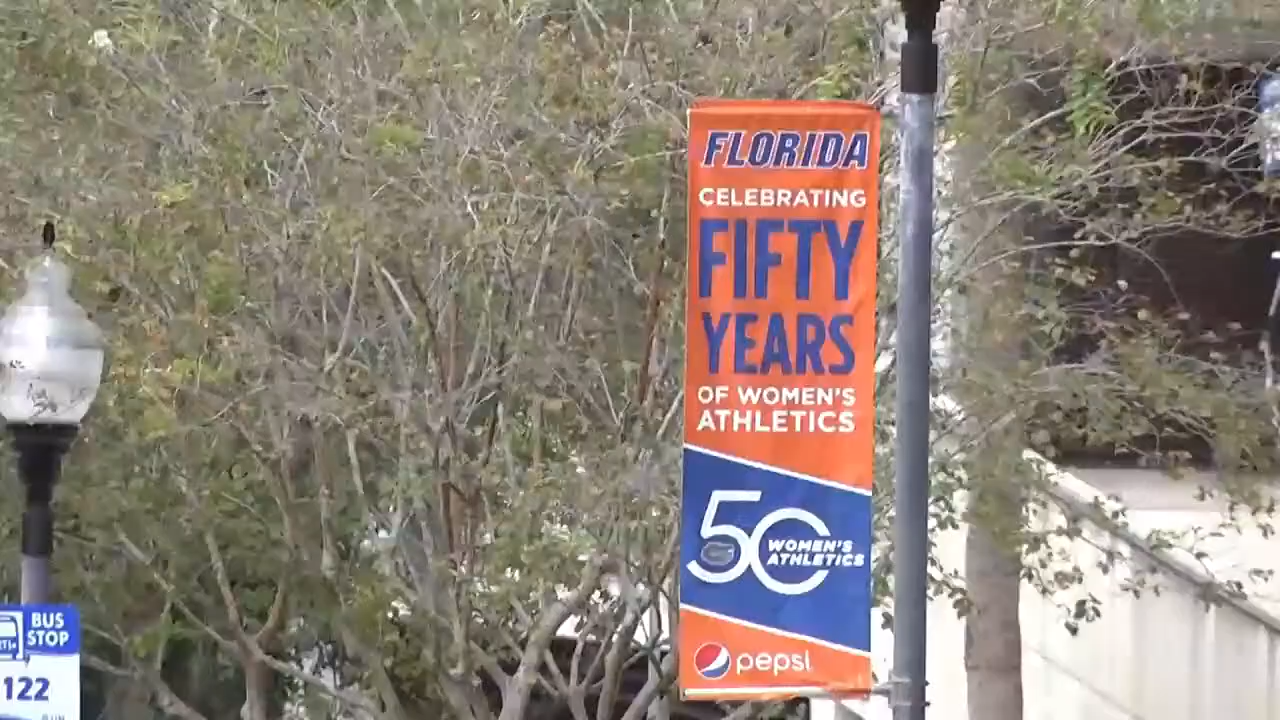 FLORIDA
CELEBRATING
FIFTY
YEARS
OF WOMEN'S
ATHLETICS
50
WOMEN'S
ATHLETICS
pepsi
BUS
STOP
122